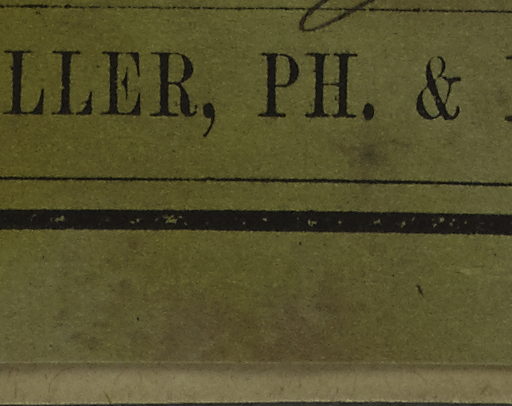 LLER, PH. &